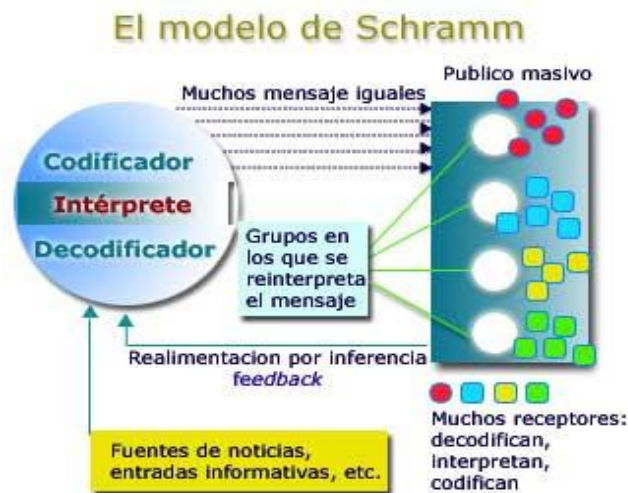 El modelo de Schramm
Publico masivo
Muchos mensaje iguales
Codificador
Intérprete
Decodificador
Grupos en
los que se
reinterpreta
el mensaje
Realimentacion por inferencia
feedback
Fuentes de noticias,
entradas informativas, etc.
Muchos receptores:
decodifican,
interpretan,
codifican